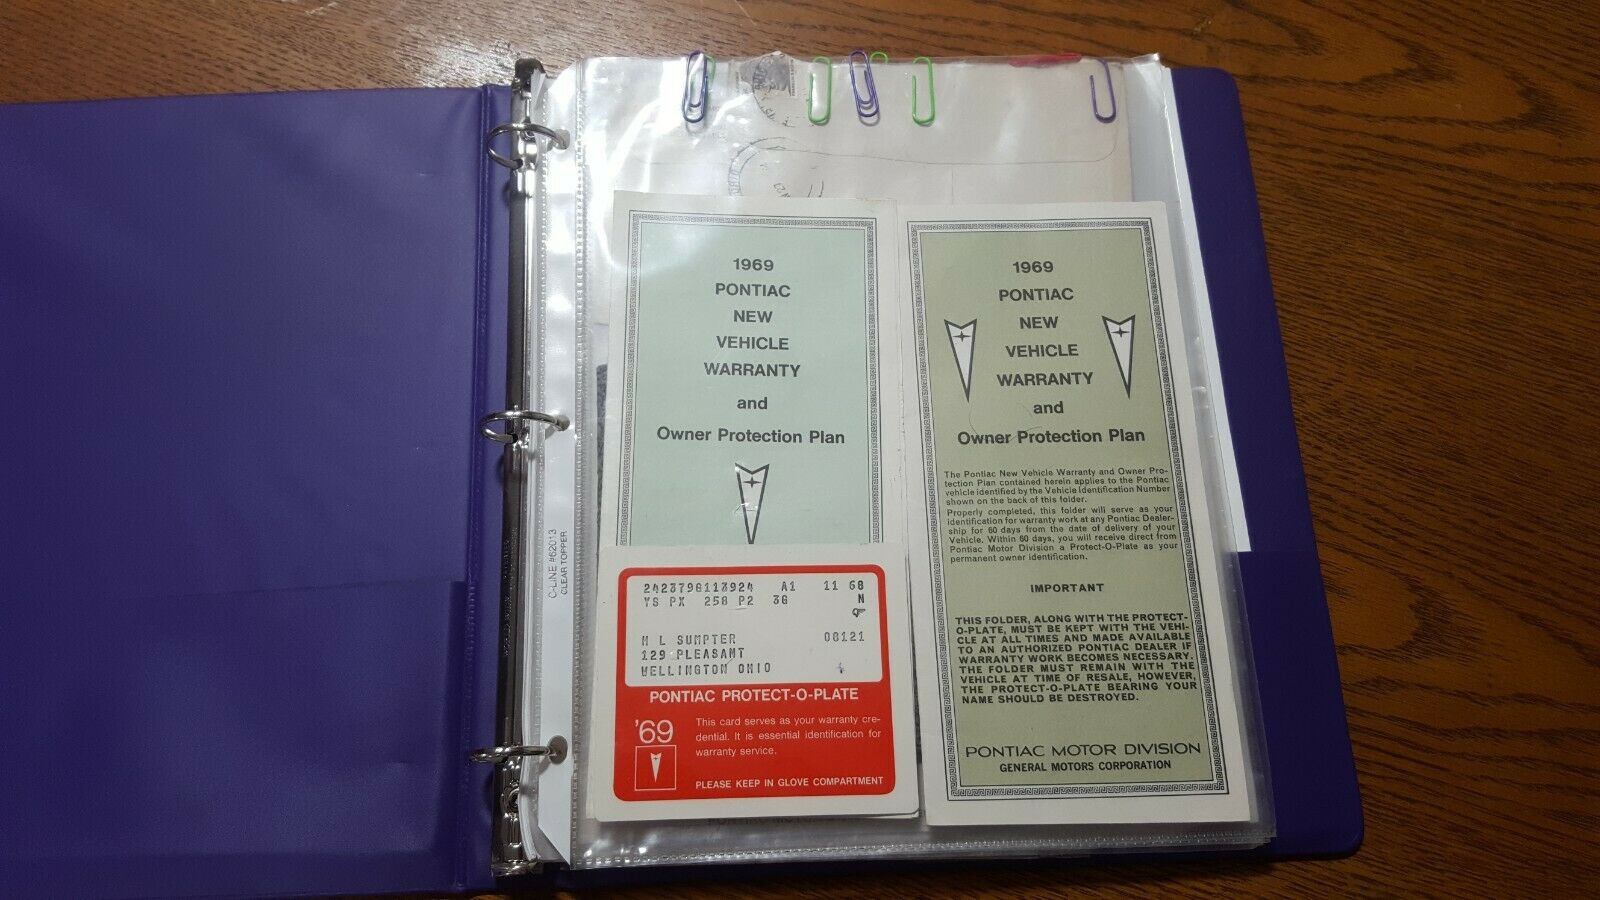 1969
PONTIAC
NEW
VEHICLE
WARRANTY
and
Owner Protection Plan
242379B113924 A1 11 68
YS PX 258 P2 3G N
M L SUMPTER 08121
129 PLEASANT
WELLINGTON OHIO
PONTIAC PROTECT-O-PLATE
'69
This card serves as your warranty cre-
dential. It is essential identification for
warranty service.
PLEASE KEEP IN GLOVE COMPARTMENT
1969
PONTIAC
NEW
VEHICLE
WARRANTY
and
Owner Protection Plan
The Pontiac New Vehicle Warranty and Owner Pro-
tection Plan contained herein applies to the Pontiac
vehicle identified by the Vehicle Identification Number
shown on the back of this folder.
Properly completed, this folder will serve as your
identification for warranty work at any Pontiac Dealer-
ship for 60 days from the date of delivery of your
Vehicle. Within 60 days, you will receive direct from
Pontiac Motor Division a Protect-O-Plate as your
permanent owner identification.
IMPORTANT
THIS FOLDER, ALONG WITH THE PROTECT-
O-PLATE, MUST BE KEPT WITH THE VEHI-
CLE AT ALL TIMES AND MADE AVAILABLE
TO AN AUTHORIZED PONTIAC DEALER IF
WARRANTY WORK BECOMES NECESSARY.
THE FOLDER MUST REMAIN WITH THE
VEHICLE AT TIME OF RESALE, HOWEVER,
THE PROTECT-O-PLATE BEARING YOUR
NAME SHOULD BE DESTROYED.
PONTIAC MOTOR DIVISION
GENERAL MOTORS CORPORATION
C-LINE #62013
CLEAR TOPPER